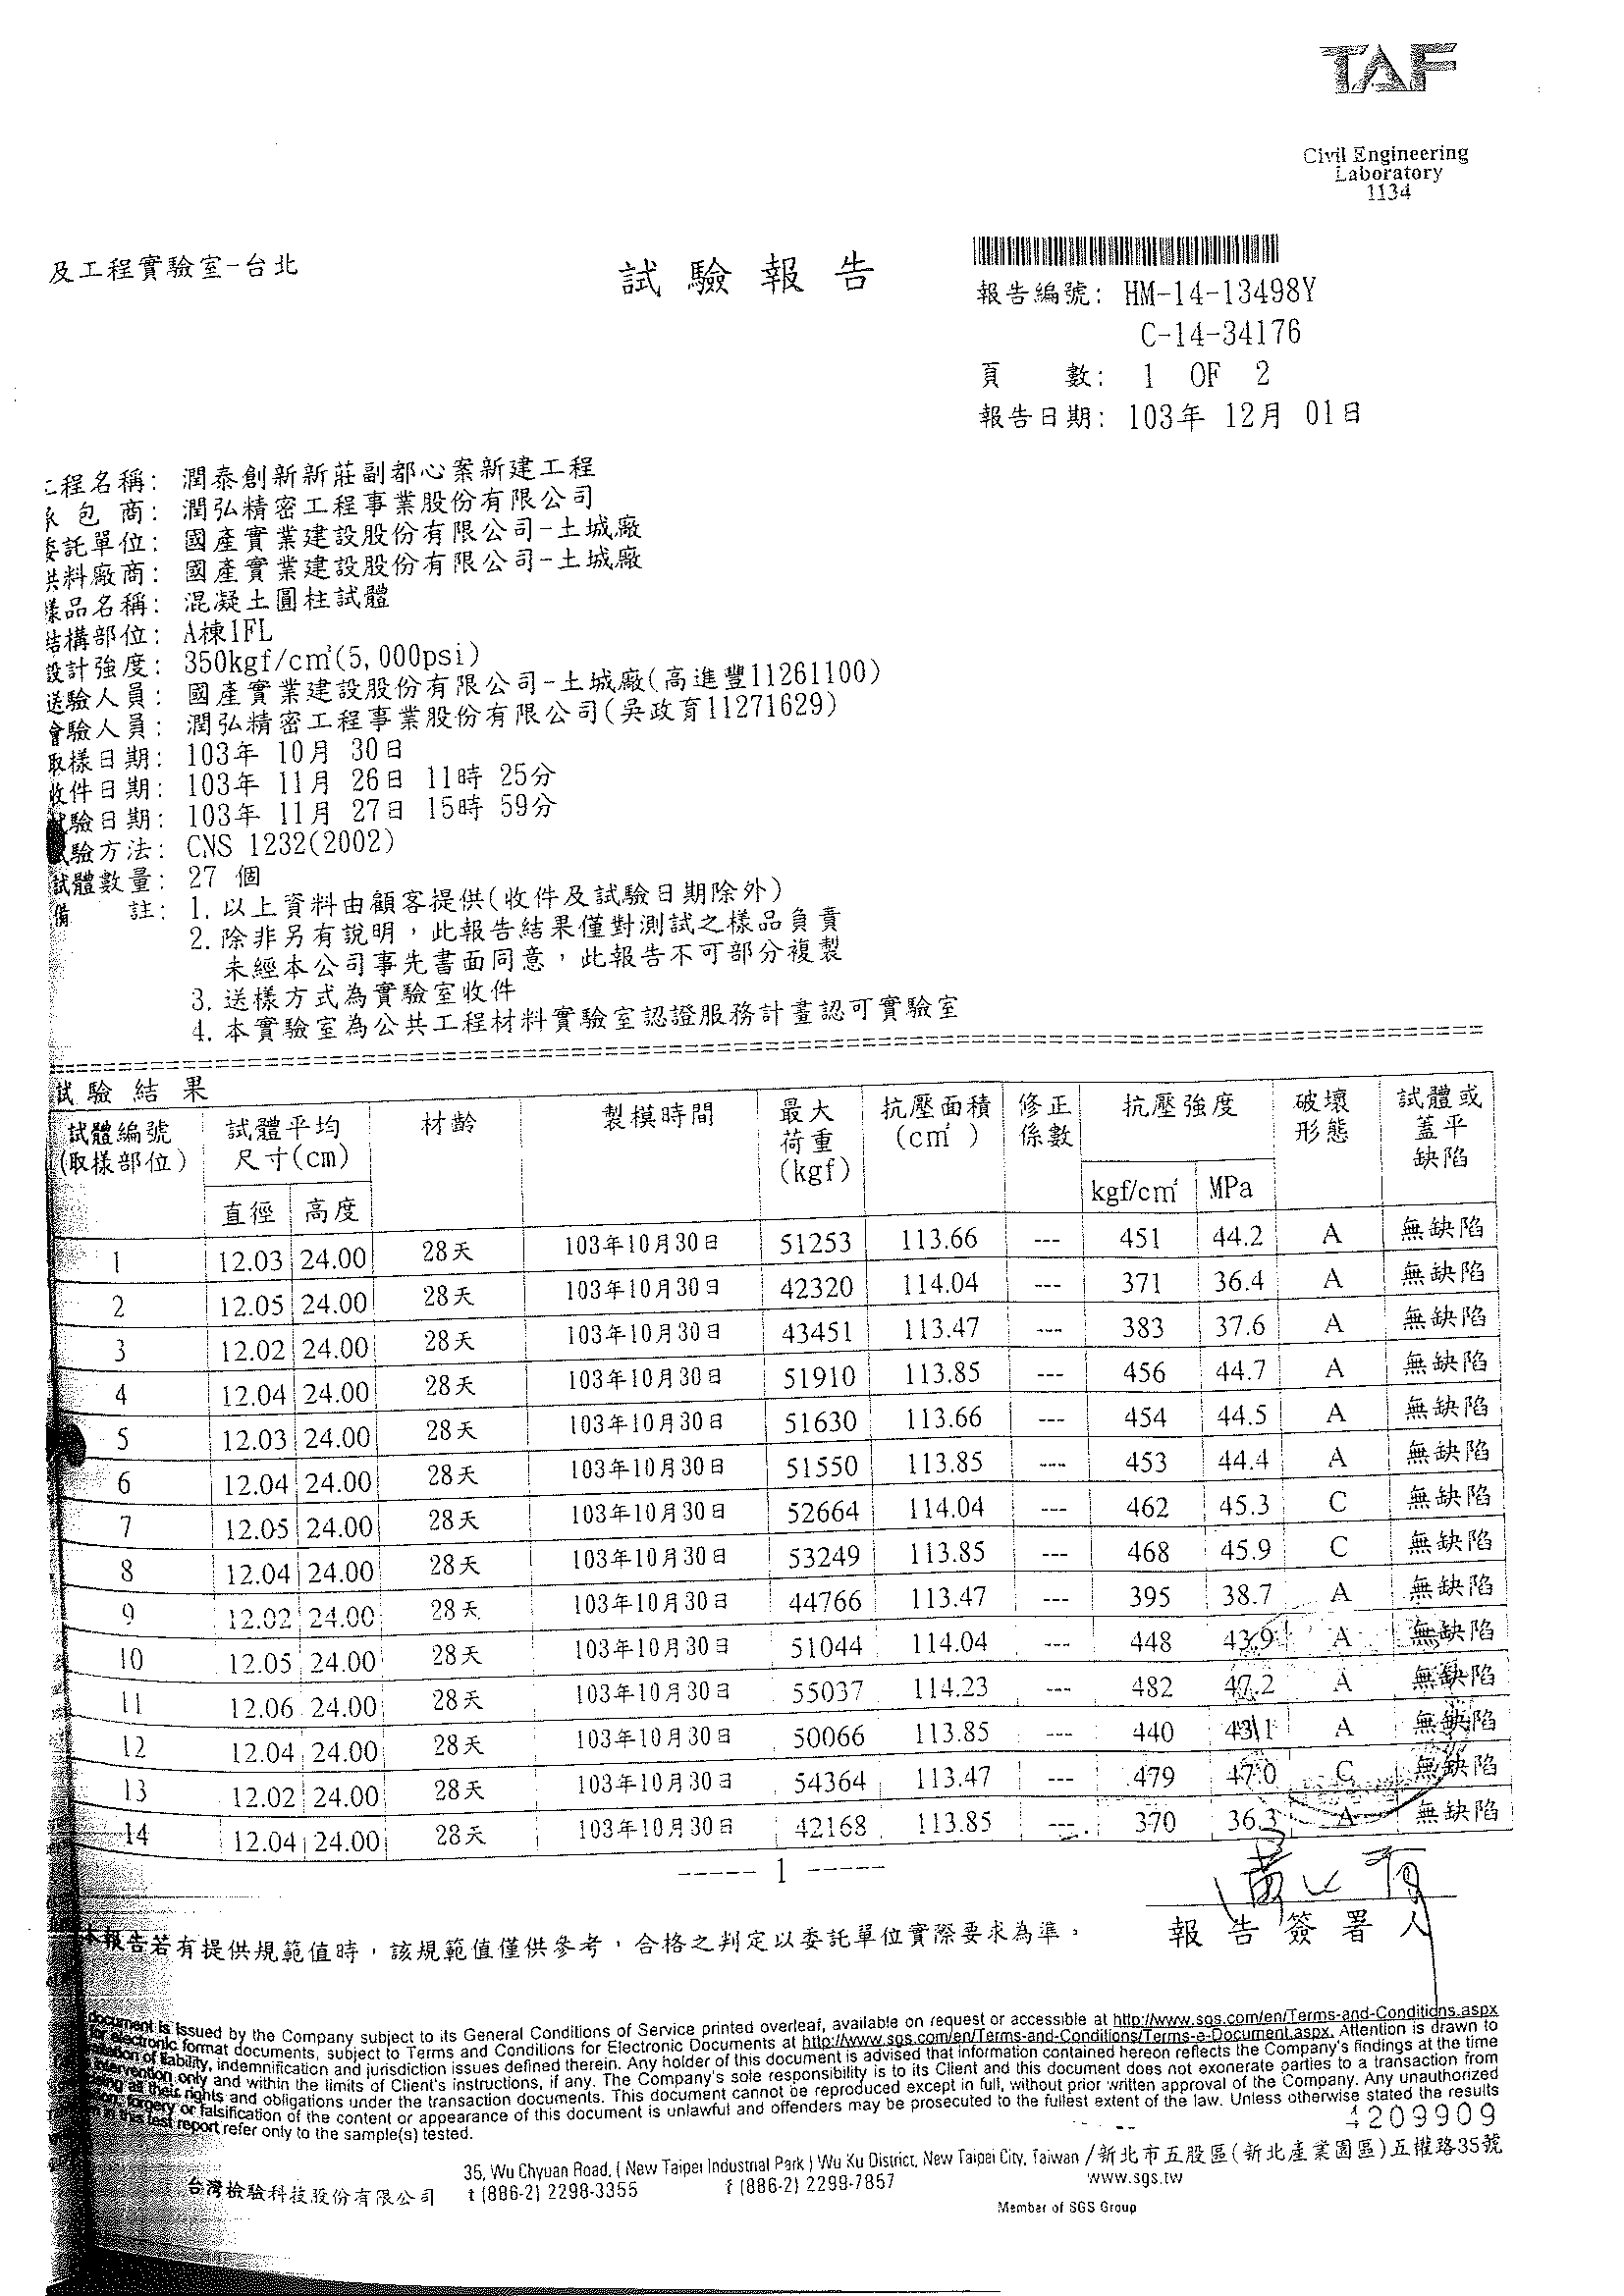 TAF
Civil Engineering
Laboratory
1134
及工程實驗室-台北
試驗報告
報告編號: HM-14-13498Y
C-14-34176
頁 數: 1 OF 2
報告日期: 103年 12月 01日
工程名稱: 潤泰創新新莊副都心案新建工程
承包商: 潤弘精密工程事業股份有限公司
委託單位: 國產實業建設股份有限公司-土城廠
供料廠商: 國產實業建設股份有限公司-土城廠
樣品名稱: 混凝土圓柱試體
結構部位: A棟1FL
設計強度: 350kgf/c㎡(5,000psi)
送驗人員: 國產實業建設股份有限公司-土城廠(高進豐11261100)
會驗人員: 潤弘精密工程事業股份有限公司(吳政育11271629)
取樣日期: 103年 10月 30日
收件日期: 103年 11月 26日 11時 25分
試驗日期: 103年 11月 27日 15時 59分
試驗方法: CNS 1232(2002)
試體數量: 27 個
備 註: 1. 以上資料由顧客提供(收件及試驗日期除外)
2. 除非另有說明，此報告結果僅對測試之樣品負責
未經本公司事先書面同意，此報告不可部分複製
3. 送樣方式為實驗室收件
4. 本實驗室為公共工程材料實驗室認證服務計畫認可實驗室
試驗結果
試體編號(取樣部位) 試體平均尺寸(cm) 材齡 製模時間 最大荷重(kgf) 抗壓面積(c㎡) 修正係數 抗壓強度 破壞形態 試體或蓋平缺陷
直徑 高度 kgf/c㎡ MPa
1 12.03 24.00 28天 103年10月30日 51253 113.66 --- 451 44.2 A 無缺陷
2 12.05 24.00 28天 103年10月30日 42320 114.04 --- 371 36.4 A 無缺陷
3 12.02 24.00 28天 103年10月30日 43451 113.47 --- 383 37.6 A 無缺陷
4 12.04 24.00 28天 103年10月30日 51910 113.85 --- 456 44.7 A 無缺陷
5 12.03 24.00 28天 103年10月30日 51630 113.66 --- 454 44.5 A 無缺陷
6 12.04 24.00 28天 103年10月30日 51550 113.85 --- 453 44.4 A 無缺陷
7 12.05 24.00 28天 103年10月30日 52664 114.04 --- 462 45.3 C 無缺陷
8 12.04 24.00 28天 103年10月30日 53249 113.85 --- 468 45.9 C 無缺陷
9 12.02 24.00 28天 103年10月30日 44766 113.47 --- 395 38.7 A 無缺陷
10 12.05 24.00 28天 103年10月30日 51044 114.04 --- 448 43.9 A 無缺陷
11 12.06 24.00 28天 103年10月30日 55037 114.23 --- 482 47.2 A 無缺陷
12 12.04 24.00 28天 103年10月30日 50066 113.85 --- 440 43.1 A 無缺陷
13 12.02 24.00 28天 103年10月30日 54364 113.47 --- 479 47.0 C 無缺陷
14 12.04 24.00 28天 103年10月30日 42168 113.85 --- 370 36.3 A 無缺陷
----- 1 -----
報告簽署人
本報告若有提供規範值時，該規範值僅供參考，合格之判定以委託單位實際要求為準。
document is issued by the Company subject to its General Conditions of Service printed overleaf, available on request or accessible at http://www.sgs.com/en/Terms-and-Conditions.aspx
for electronic format documents, subject to Terms and Conditions for Electronic Documents at http://www.sgs.com/en/Terms-and-Conditions/Terms-e-Document.aspx. Attention is drawn to
limitation of liability, indemnification and jurisdiction issues defined therein. Any holder of this document is advised that information contained hereon reflects the Company's findings at the time
intervention only and within the limits of Client's instructions, if any. The Company's sole responsibility is to its Client and this document does not exonerate parties to a transaction from
their rights and obligations under the transaction documents. This document cannot be reproduced except in full, without prior written approval of the Company. Any unauthorized
forgery or falsification of the content or appearance of this document is unlawful and offenders may be prosecuted to the fullest extent of the law. Unless otherwise stated the results
in this test report refer only to the sample(s) tested.
4209909
35, Wu Chyuan Road, (New Taipei Industrial Park) Wu Ku District, New Taipei City, Taiwan /新北市五股區(新北產業園區)五權路35號
台灣檢驗科技股份有限公司 t (886-2) 2298-3355 f (886-2) 2299-7857 www.sgs.tw
Member of SGS Group